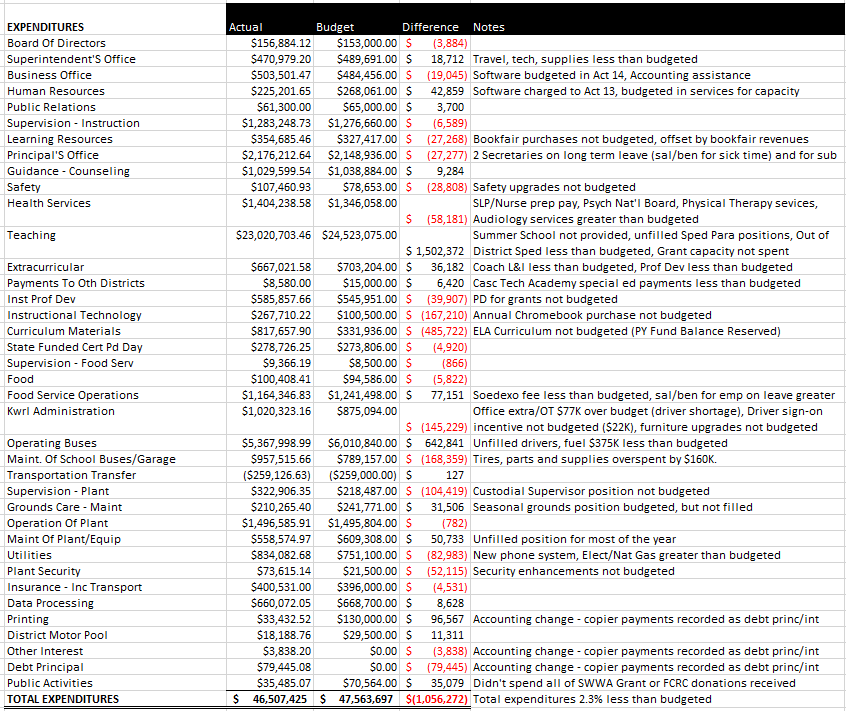 EXPENDITURES Actual Budget Difference Notes
Board Of Directors $156,884.12 $153,000.00 $ (3,884)
Superintendent'S Office $470,979.20 $489,691.00 $ 18,712 Travel, tech, supplies less than budgeted
Business Office $503,501.47 $484,456.00 $ (19,045) Software budgeted in Act 14, Accounting assistance
Human Resources $225,201.65 $268,061.00 $ 42,859 Software charged to Act 13, budgeted in services for capacity
Public Relations $61,300.00 $65,000.00 $ 3,700
Supervision - Instruction $1,283,248.73 $1,276,660.00 $ (6,589)
Learning Resources $354,685.46 $327,417.00 $ (27,268) Bookfair purchases not budgeted, offset by bookfair revenues
Principal'S Office $2,176,212.64 $2,148,936.00 $ (27,277) 2 Secretaries on long term leave (sal/ben for sick time) and for sub
Guidance - Counseling $1,029,599.54 $1,038,884.00 $ 9,284
Safety $107,460.93 $78,653.00 $ (28,808) Safety upgrades not budgeted
Health Services $1,404,238.58 $1,346,058.00 SLP/Nurse prep pay, Psych Nat'l Board, Physical Therapy sevices,
$ (58,181) Audiology services greater than budgeted
Teaching $23,020,703.46 $24,523,075.00 Summer School not provided, unfilled Sped Para positions, Out of
$ 1,502,372 District Sped less than budgeted, Grant capacity not spent
Extracurricular $667,021.58 $703,204.00 $ 36,182 Coach L&I less than budgeted, Prof Dev less than budgeted
Payments To Oth Districts $8,580.00 $15,000.00 $ 6,420 Casc Tech Academy special ed payments less than budgeted
Inst Prof Dev $585,857.66 $545,951.00 $ (39,907) PD for grants not budgeted
Instructional Technology $267,710.22 $100,500.00 $ (167,210) Annual Chromebook purchase not budgeted
Curriculum Materials $817,657.90 $331,936.00 $ (485,722) ELA Curriculum not budgeted (PY Fund Balance Reserved)
State Funded Cert Pd Day $278,726.25 $273,806.00 $ (4,920)
Supervision - Food Serv $9,366.19 $8,500.00 $ (866)
Food $100,408.41 $94,586.00 $ (5,822)
Food Service Operations $1,164,346.83 $1,241,498.00 $ 77,151 Soedexo fee less than budgeted, sal/ben for emp on leave greater
Kwrl Administration $1,020,323.16 $875,094.00 Office extra/OT $77K over budget (driver shortage), Driver sign-on
$ (145,229) incentive not budgeted ($22K), furniture upgrades not budgeted
Operating Buses $5,367,998.99 $6,010,840.00 $ 642,841 Unfilled drivers, fuel $375K less than budgeted
Maint. Of School Buses/Garage $957,515.66 $789,157.00 $ (168,359) Tires, parts and supplies overspent by $160K.
Transportation Transfer ($259,126.63) ($259,000.00) $ 127
Supervision - Plant $322,906.35 $218,487.00 $ (104,419) Custodial Supervisor position not budgeted
Grounds Care - Maint $210,265.40 $241,771.00 $ 31,506 Seasonal grounds position budgeted, but not filled
Operation Of Plant $1,496,585.91 $1,495,804.00 $ (782)
Maint Of Plant/Equip $558,574.97 $609,308.00 $ 50,733 Unfilled position for most of the year
Utilities $834,082.68 $751,100.00 $ (82,983) New phone system, Elect/Nat Gas greater than budgeted
Plant Security $73,615.14 $21,500.00 $ (52,115) Security enhancements not budgeted
Insurance - Inc Transport $400,531.00 $396,000.00 $ (4,531)
Data Processing $660,072.05 $668,700.00 $ 8,628
Printing $33,432.52 $130,000.00 $ 96,567 Accounting change - copier payments recorded as debt princ/int
District Motor Pool $18,188.76 $29,500.00 $ 11,311
Other Interest $3,838.20 $0.00 $ (3,838) Accounting change - copier payments recorded as debt princ/int
Debt Principal $79,445.08 $0.00 $ (79,445) Accounting change - copier payments recorded as debt princ/int
Public Activities $35,485.07 $70,564.00 $ 35,079 Didn't spend all of SWWA Grant or FCRC donations received
TOTAL EXPENDITURES $ 46,507,425 $ 47,563,697 $(1,056,272) Total expenditures 2.3% less than budgeted